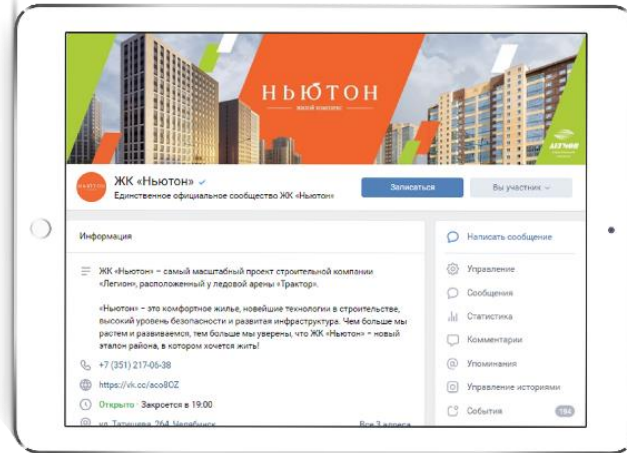 НЬЮТОН
ЖИЛОЙ КОМПЛЕКС
ЛЕГИОН
НЬЮТОН
ЖК «Ньютон»
Единственное официальное сообщество ЖК «Ньютон»
Записаться
Вы участник
Информация
ЖК «Ньютон» – самый масштабный проект строительной компании
«Легион», расположенный у ледовой арены «Трактор».
«Ньютон» – это комфортное жилье, новейшие технологии в строительстве,
высокий уровень безопасности и развитая инфраструктура. Чем больше мы
растем и развиваемся, тем больше мы уверены, что ЖК «Ньютон» – новый
эталон района, в котором хочется жить!
+7 (351) 217-06-38
https://vk.cc/aco8OZ
Открыто · Закроется в 19:00
ул. Татищева, 264, Челябинск
Все 3 адреса
Написать сообщение
Управление
Сообщения
Статистика
Комментарии
Упоминания
Управление историями
События
194